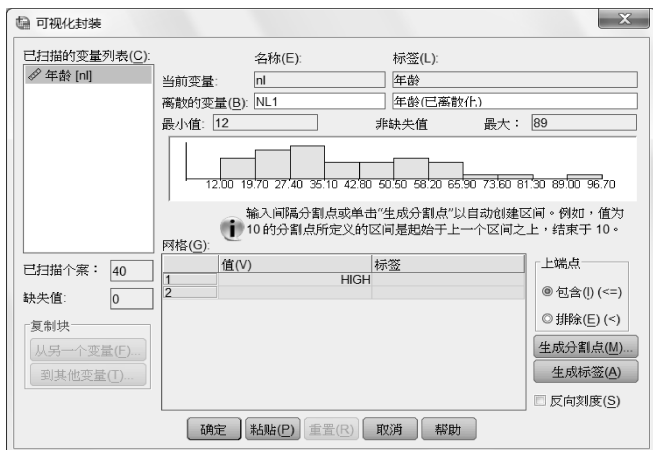 可视化封装
已扫描的变量列表(C):
年龄 [nl]
名称(E):
标签(L):
当前变量:
nl
年龄
离散的变量(B):
NL1
年龄(已离散化)
最小值:
12
非缺失值
最大:
89
12.00 19.70 27.40 35.10 42.80 50.50 58.20 65.90 73.60 81.30 89.00 96.70
输入间隔分割点或单击“生成分割点”以自动创建区间。例如，值为
10 的分割点所定义的区间是起始于上一个区间之上，结束于 10。
网格(G):
值(V)
标签
1
HIGH
2
已扫描个案:
40
缺失值:
0
复制块
从另一个变量(F)...
到其他变量(T)...
上端点
包含(I) (<=)
排除(E) (<)
生成分割点(M)...
生成标签(A)
反向刻度(S)
确定
粘贴(P)
重置(R)
取消
帮助